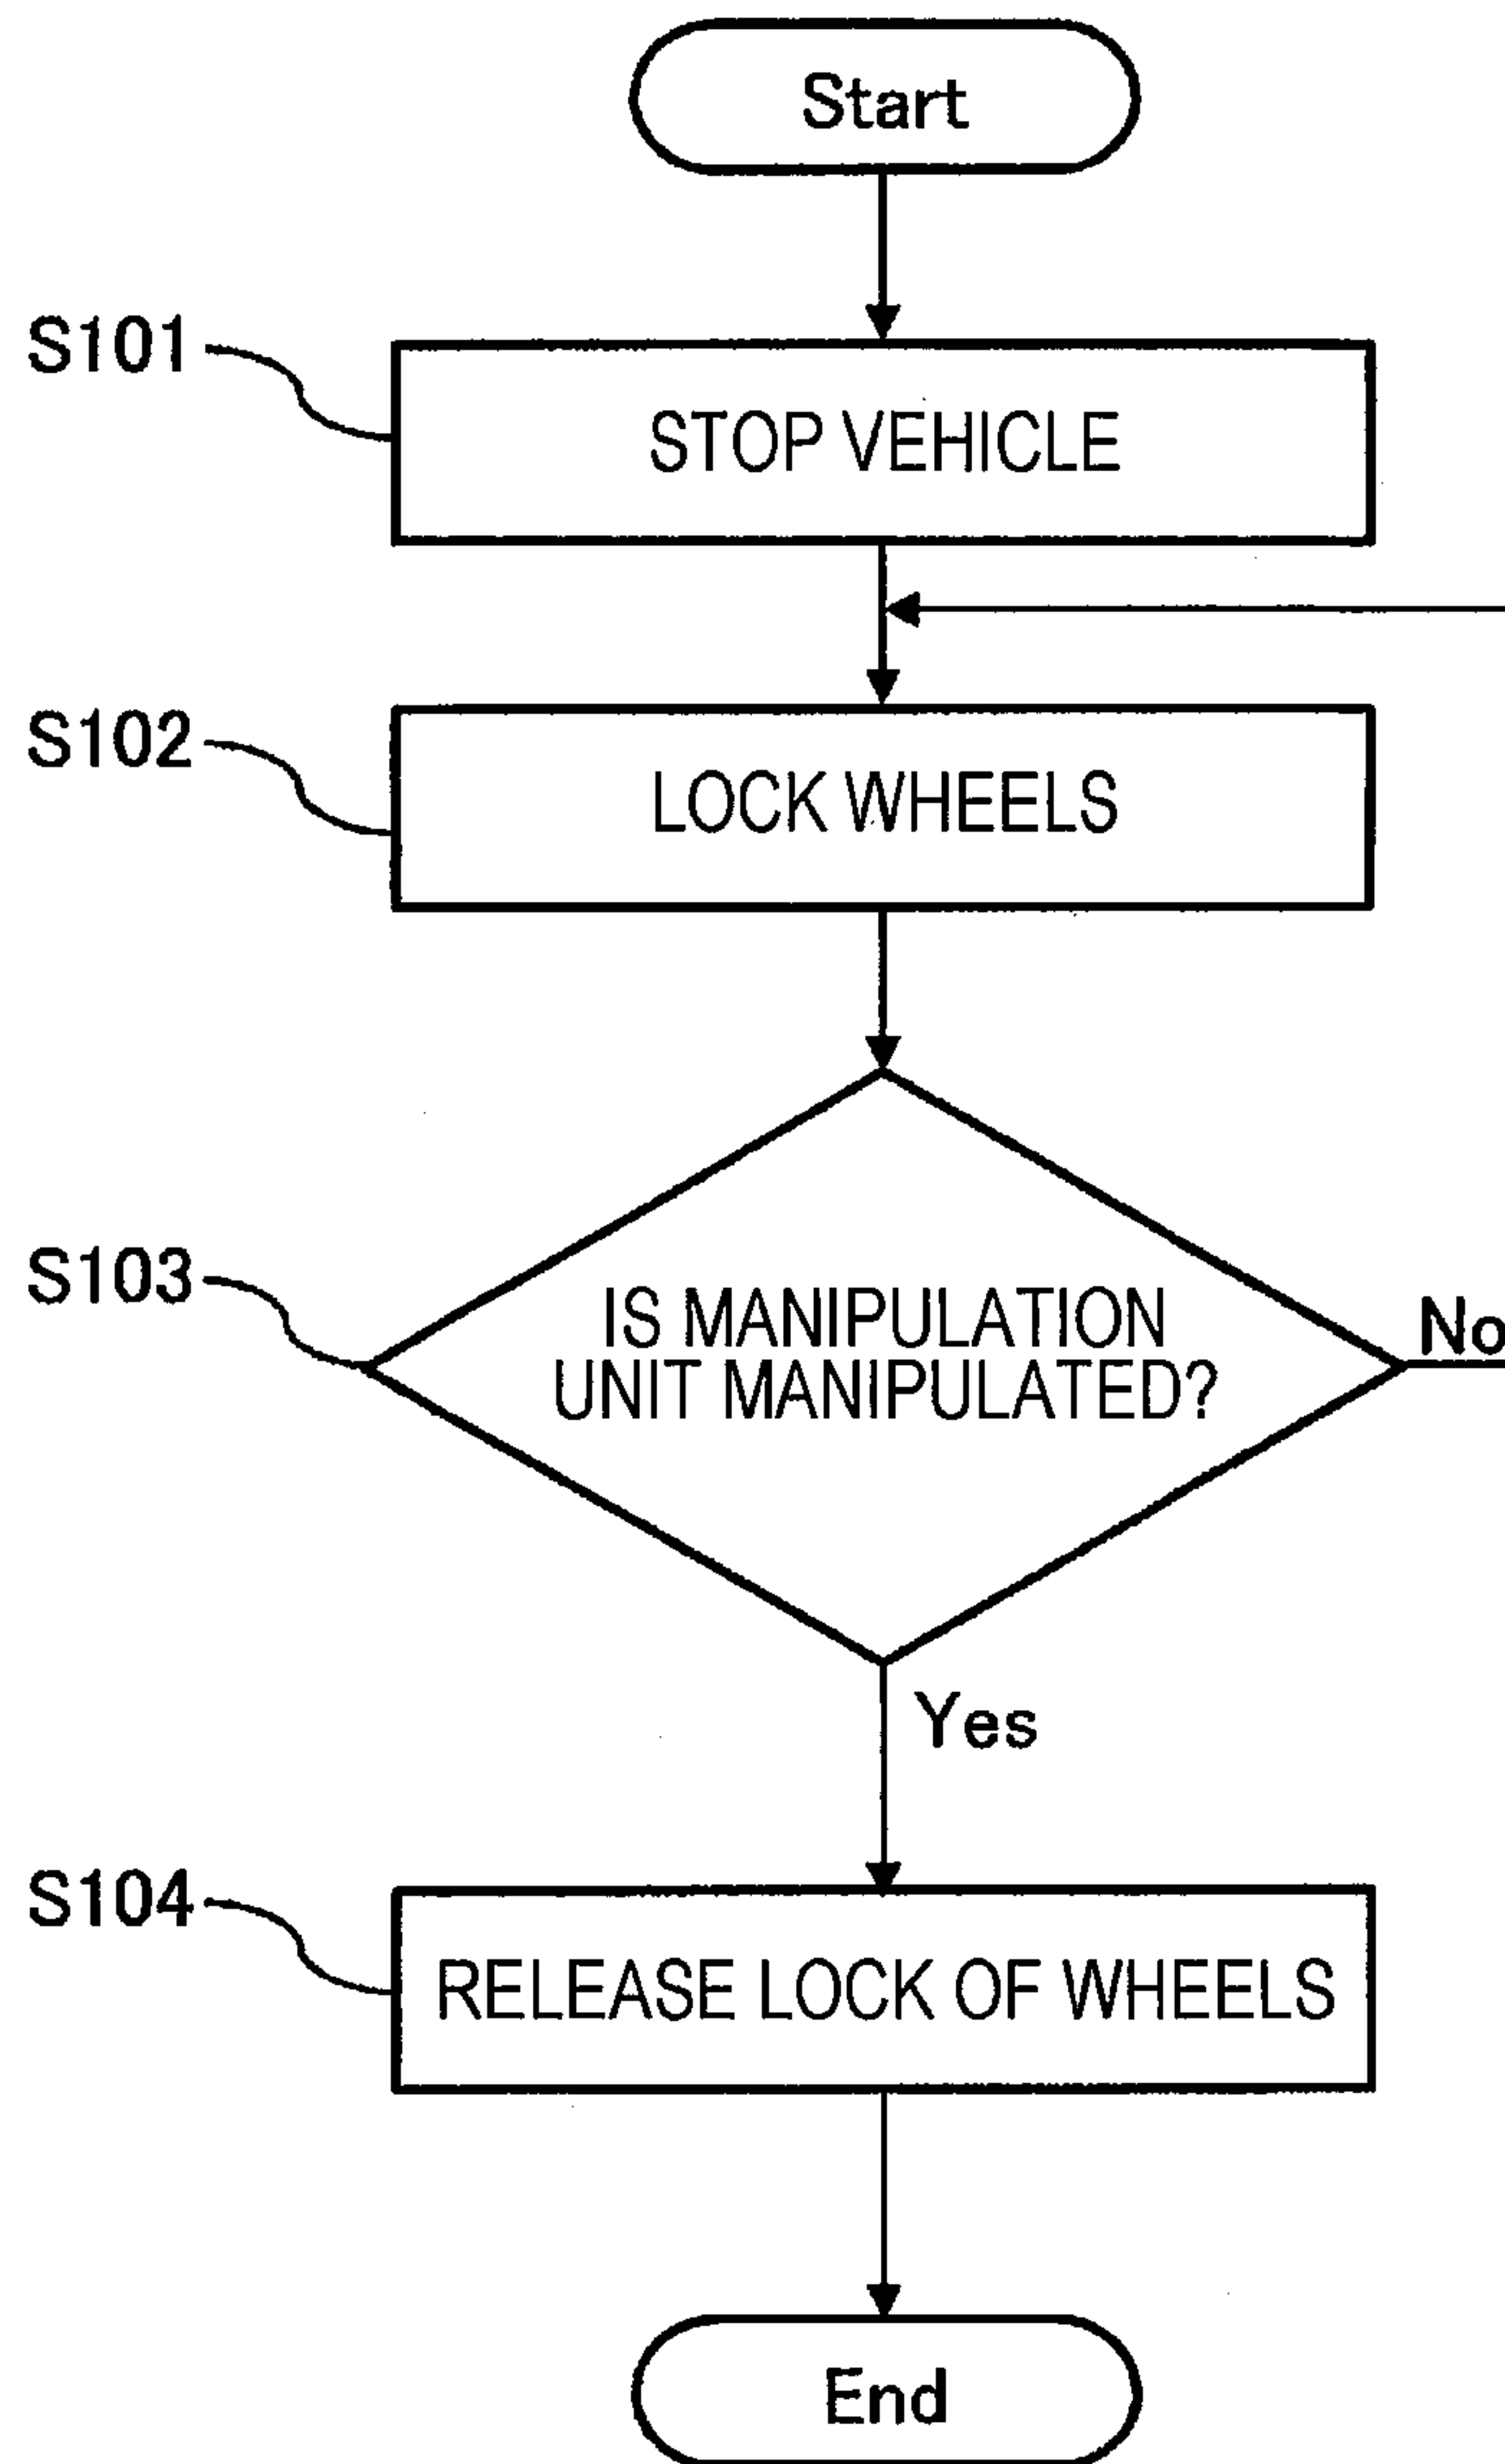 Start
S101
STOP VEHICLE
S102
LOCK WHEELS
S103
IS MANIPULATION
UNIT MANIPULATED?
No
Yes
S104
RELEASE LOCK OF WHEELS
End